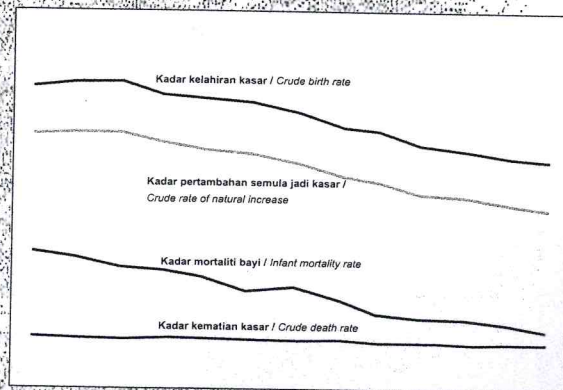 Kadar kelahiran kasar / Crude birth rate
Kadar pertambahan semula jadi kasar /
Crude rate of natural increase
Kadar mortaliti bayi / Infant mortality rate
Kadar kematian kasar / Crude death rate